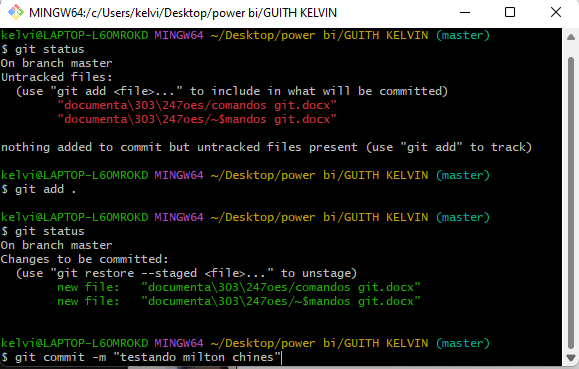 MINGW64:/c/Users/kelvi/Desktop/power bi/GUITH KELVIN
kelvi@LAPTOP-L6OMROKD MINGW64 ~/Desktop/power bi/GUITH KELVIN (master)
$ git status
On branch master
Untracked files:
  (use "git add <file>..." to include in what will be committed)
        "documenta\303\247oes/comandos git.docx"
        "documenta\303\247oes/~$mandos git.docx"
nothing added to commit but untracked files present (use "git add" to track)
kelvi@LAPTOP-L6OMROKD MINGW64 ~/Desktop/power bi/GUITH KELVIN (master)
$ git add .
kelvi@LAPTOP-L6OMROKD MINGW64 ~/Desktop/power bi/GUITH KELVIN (master)
$ git status
On branch master
Changes to be committed:
  (use "git restore --staged <file>..." to unstage)
        new file:   "documenta\303\247oes/comandos git.docx"
        new file:   "documenta\303\247oes/~$mandos git.docx"
kelvi@LAPTOP-L6OMROKD MINGW64 ~/Desktop/power bi/GUITH KELVIN (master)
$ git commit -m "testando milton chines"